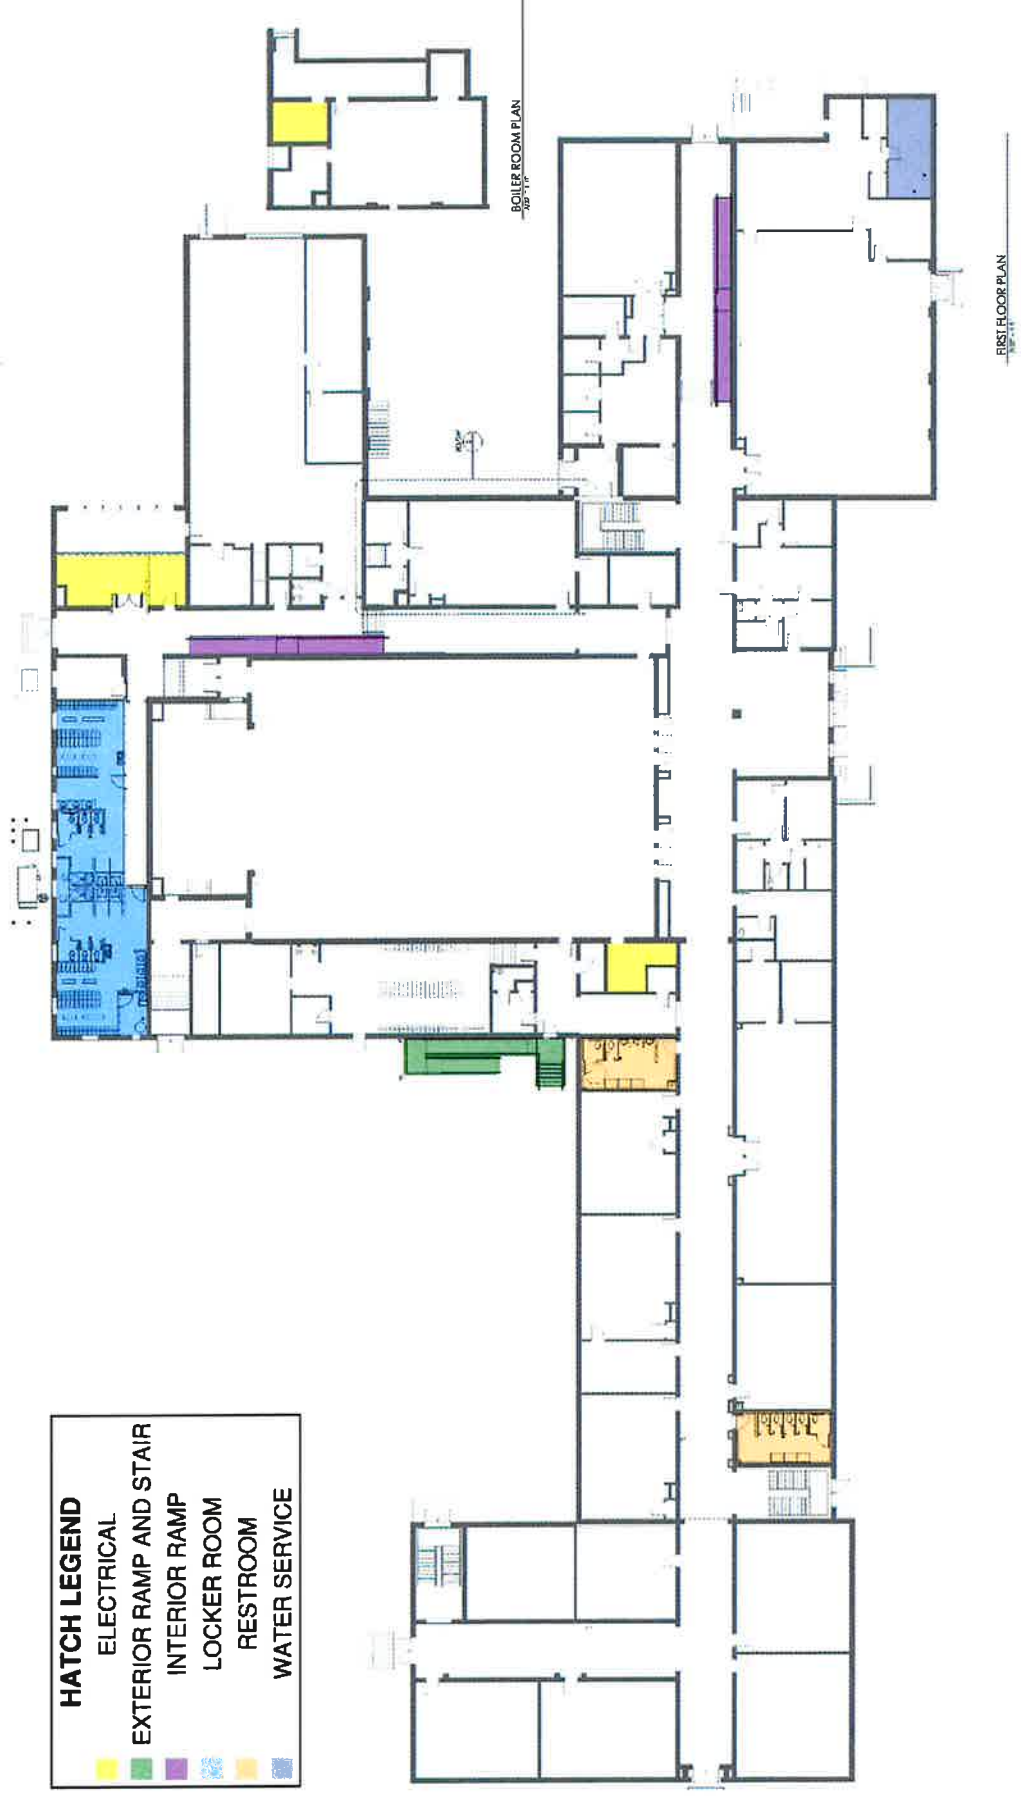 HATCH LEGEND
ELECTRICAL
EXTERIOR RAMP AND STAIR
INTERIOR RAMP
LOCKER ROOM
RESTROOM
WATER SERVICE
BOILER ROOM PLAN
FIRST FLOOR PLAN